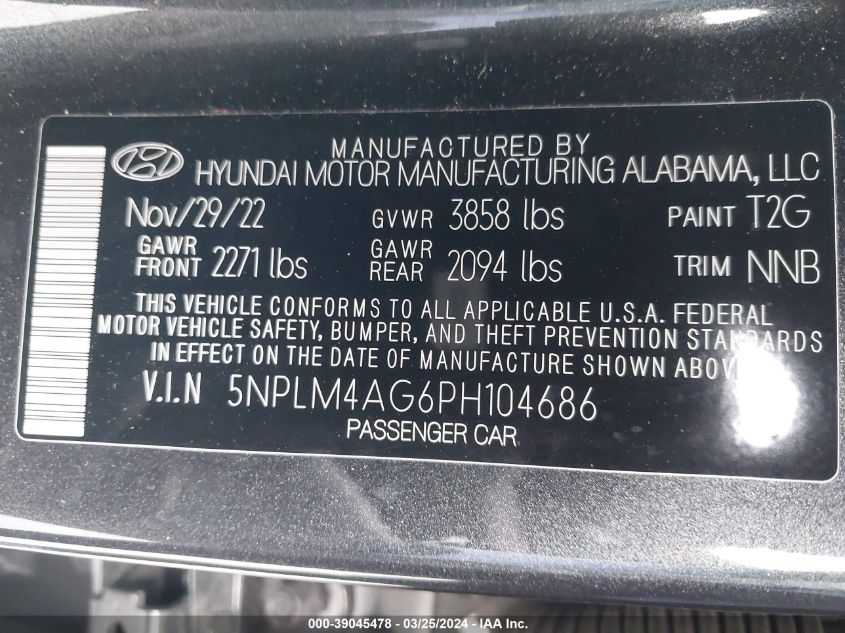 MANUFACTURED BY
HYUNDAI MOTOR MANUFACTURING ALABAMA, LLC
Nov/29/22 GVWR 3858 lbs PAINT T2G
GAWR FRONT 2271 lbs GAWR REAR 2094 lbs TRIM NNB
THIS VEHICLE CONFORMS TO ALL APPLICABLE U.S.A. FEDERAL
MOTOR VEHICLE SAFETY, BUMPER, AND THEFT PREVENTION STANDARDS
IN EFFECT ON THE DATE OF MANUFACTURE SHOWN ABOVE
V.I.N 5NPLM4AG6PH104686
PASSENGER CAR
000-39045478 - 03/25/2024 - IAA Inc.